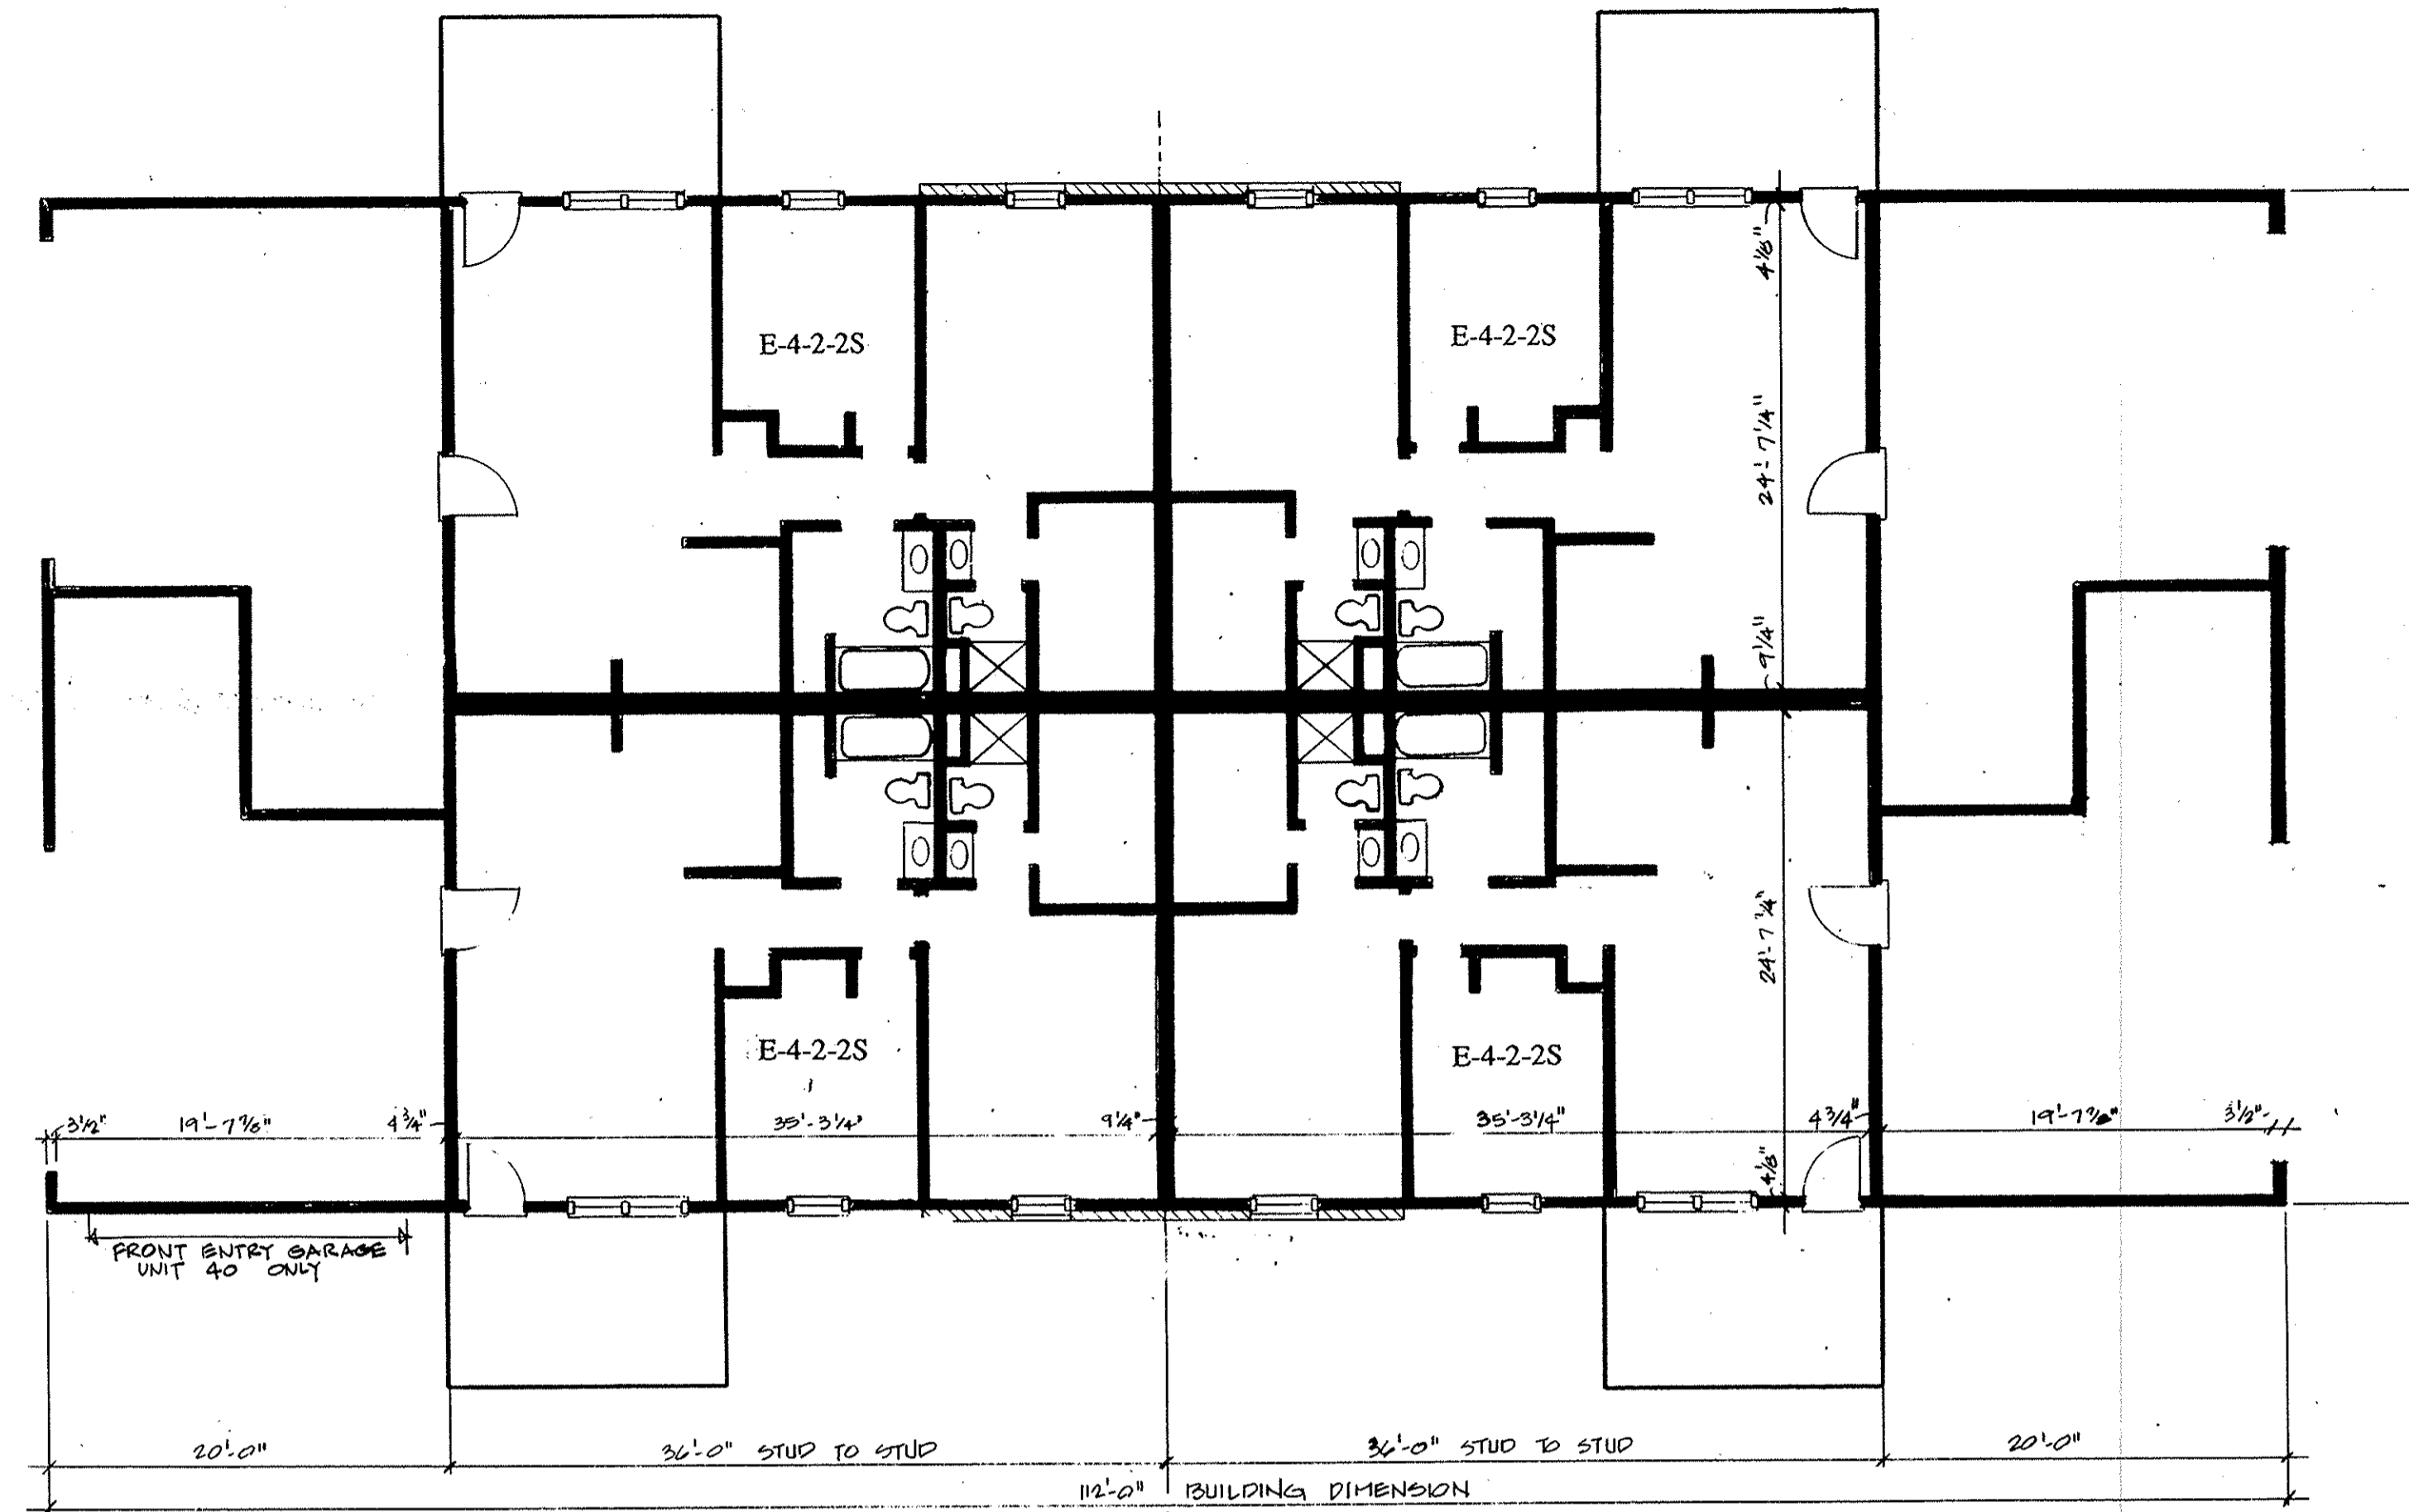 E-4-2-2S
E-4-2-2S
4 1/8"
24'-7 1/4"
9 1/4"
24'-7 1/4"
E-4-2-2S
E-4-2-2S
3 1/2"
19'-7 7/8"
4 3/4"
35'-3 1/4"
9 1/4"
35'-3 1/4"
4 3/4"
19'-7 7/8"
3 1/2"
4 1/8"
FRONT ENTRY GARAGE
UNIT 40 ONLY
20'-0"
36'-0" STUD TO STUD
36'-0" STUD TO STUD
20'-0"
112'-0" BUILDING DIMENSION